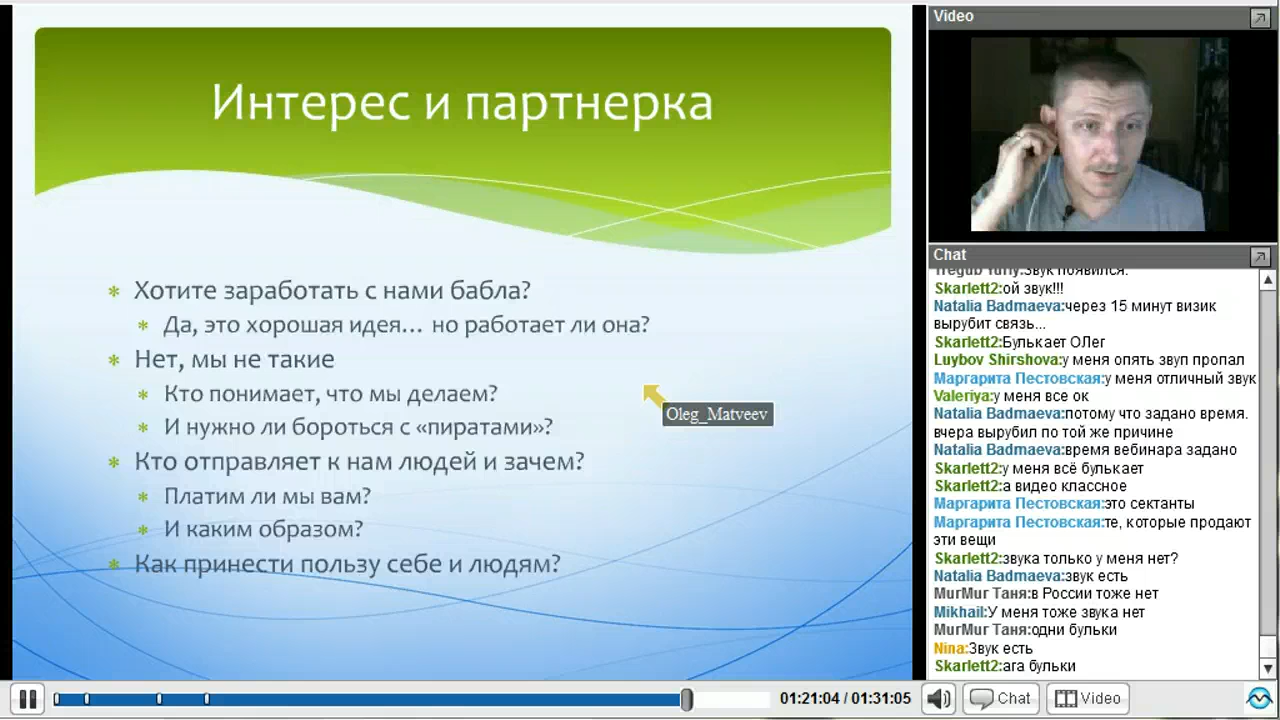 Интерес и партнерка
Хотите заработать с нами бабла?
Да, это хорошая идея… но работает ли она?
Нет, мы не такие
Кто понимает, что мы делаем?
И нужно ли бороться с «пиратами»?
Кто отправляет к нам людей и зачем?
Платим ли мы вам?
И каким образом?
Как принести пользу себе и людям?
Oleg_Matveev
Video
Chat
Tregub Yuriy:Звук появился.
Skarlett2:ой звук!!!
Natalia Badmaeva:через 15 минут визик
вырубит связь...
Skarlett2:Булькает ОЛег
Luybov Shirshova:у меня опять звуп пропал
Маргарита Пестовская:у меня отличный звук
Valeriya:у меня все ок
Natalia Badmaeva:потому что задано время.
вчера вырубил по той же причине
Natalia Badmaeva:время вебинара задано
Skarlett2:у меня всё булькает
Skarlett2:а видео классное
Маргарита Пестовская:это сектанты
Маргарита Пестовская:те, которые продают
эти вещи
Skarlett2:звука только у меня нет?
Natalia Badmaeva:звук есть
MurMur Таня:в России тоже нет
Mikhail:У меня тоже звука нет
MurMur Таня:одни бульки
Nina:Звук есть
Skarlett2:ага бульки
01:21:04 / 01:31:05
Chat
Video